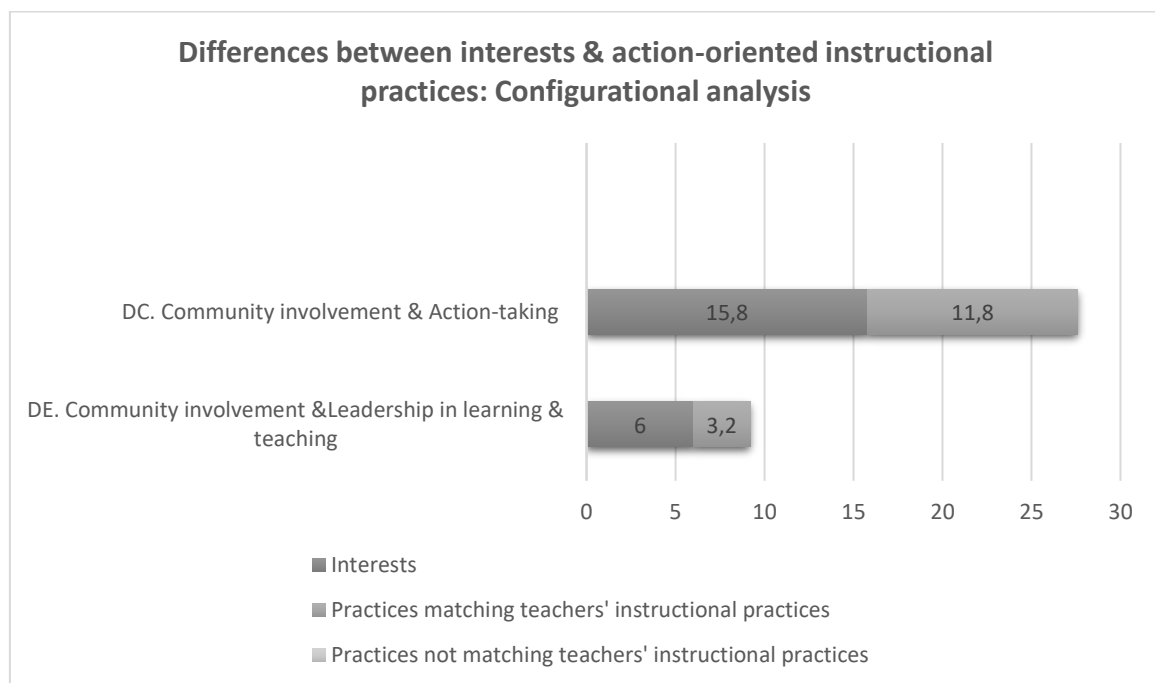 Differences between interests & action-oriented instructional
practices: Configurational analysis
DC. Community involvement & Action-taking
15,8
11,8
DE. Community involvement &Leadership in learning &
teaching
6
3,2
0 5 10 15 20 25 30
Interests
Practices matching teachers' instructional practices
Practices not matching teachers' instructional practices